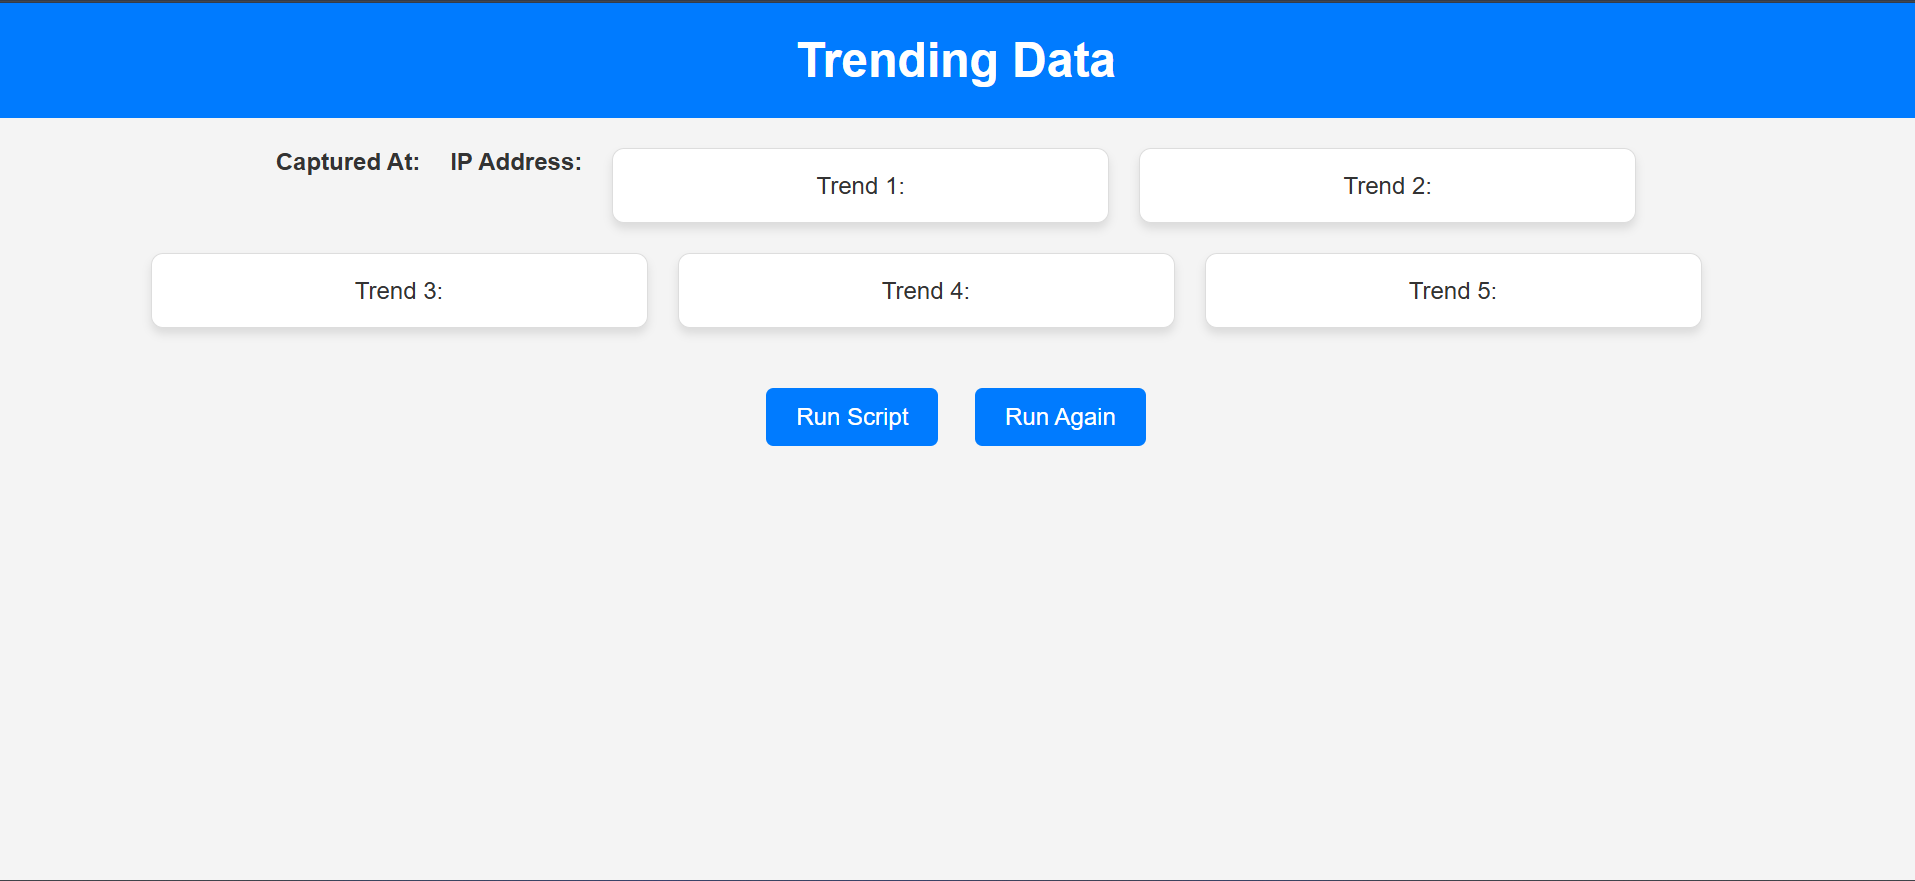 Trending Data
Captured At: IP Address: Trend 1: Trend 2:
Trend 3: Trend 4: Trend 5:
Run Script Run Again